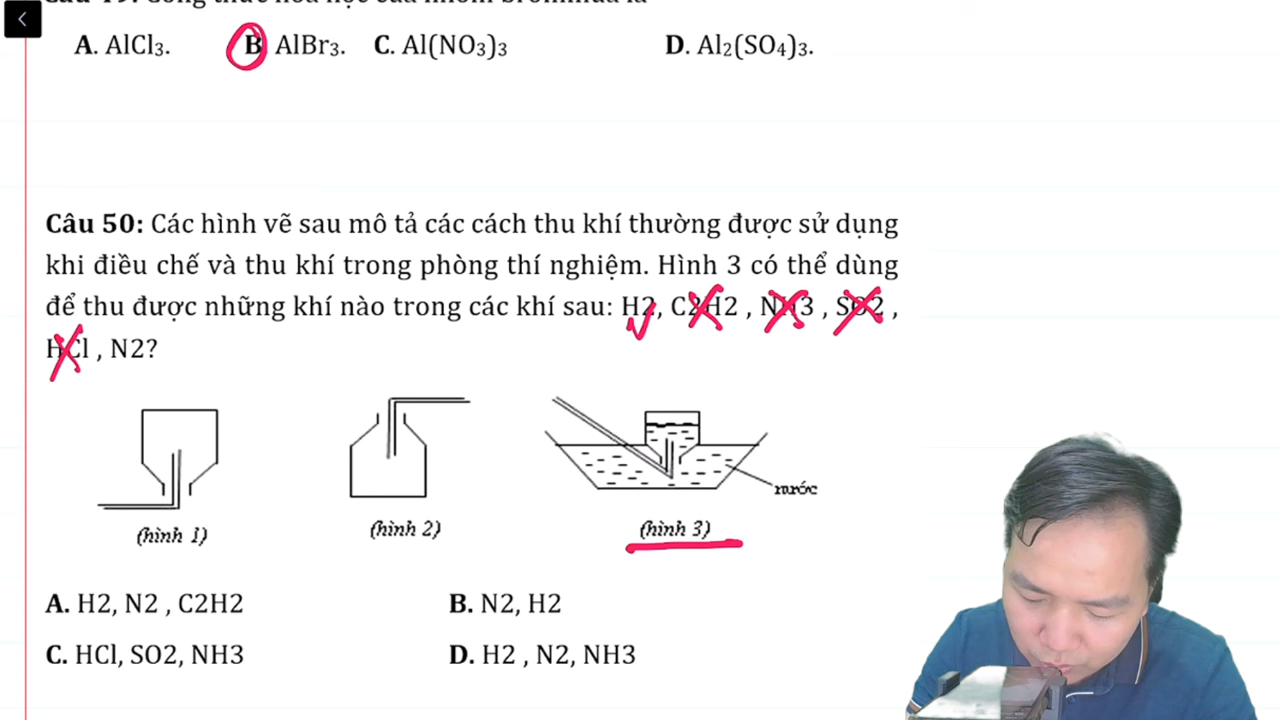 A. AlCl3. B AlBr3. C. Al(NO3)3 D. Al2(SO4)3.
Câu 50: Các hình vẽ sau mô tả các cách thu khí thường được sử dụng
khi điều chế và thu khí trong phòng thí nghiệm. Hình 3 có thể dùng
để thu được những khí nào trong các khí sau: H2, C2H2 , NH3 , SO2 ,
HCl , N2?
nước
(hình 1) (hình 2) (hình 3)
A. H2, N2 , C2H2 B. N2, H2
C. HCl, SO2, NH3 D. H2 , N2, NH3